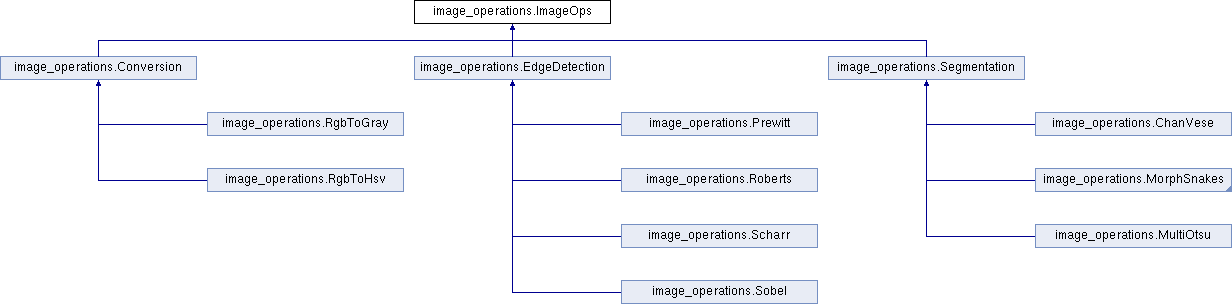 image_operations.ImageOps
image_operations.Conversion
image_operations.EdgeDetection
image_operations.Segmentation
image_operations.RgbToGray
image_operations.Prewitt
image_operations.ChanVese
image_operations.RgbToHsv
image_operations.Roberts
image_operations.MorphSnakes
image_operations.Scharr
image_operations.MultiOtsu
image_operations.Sobel